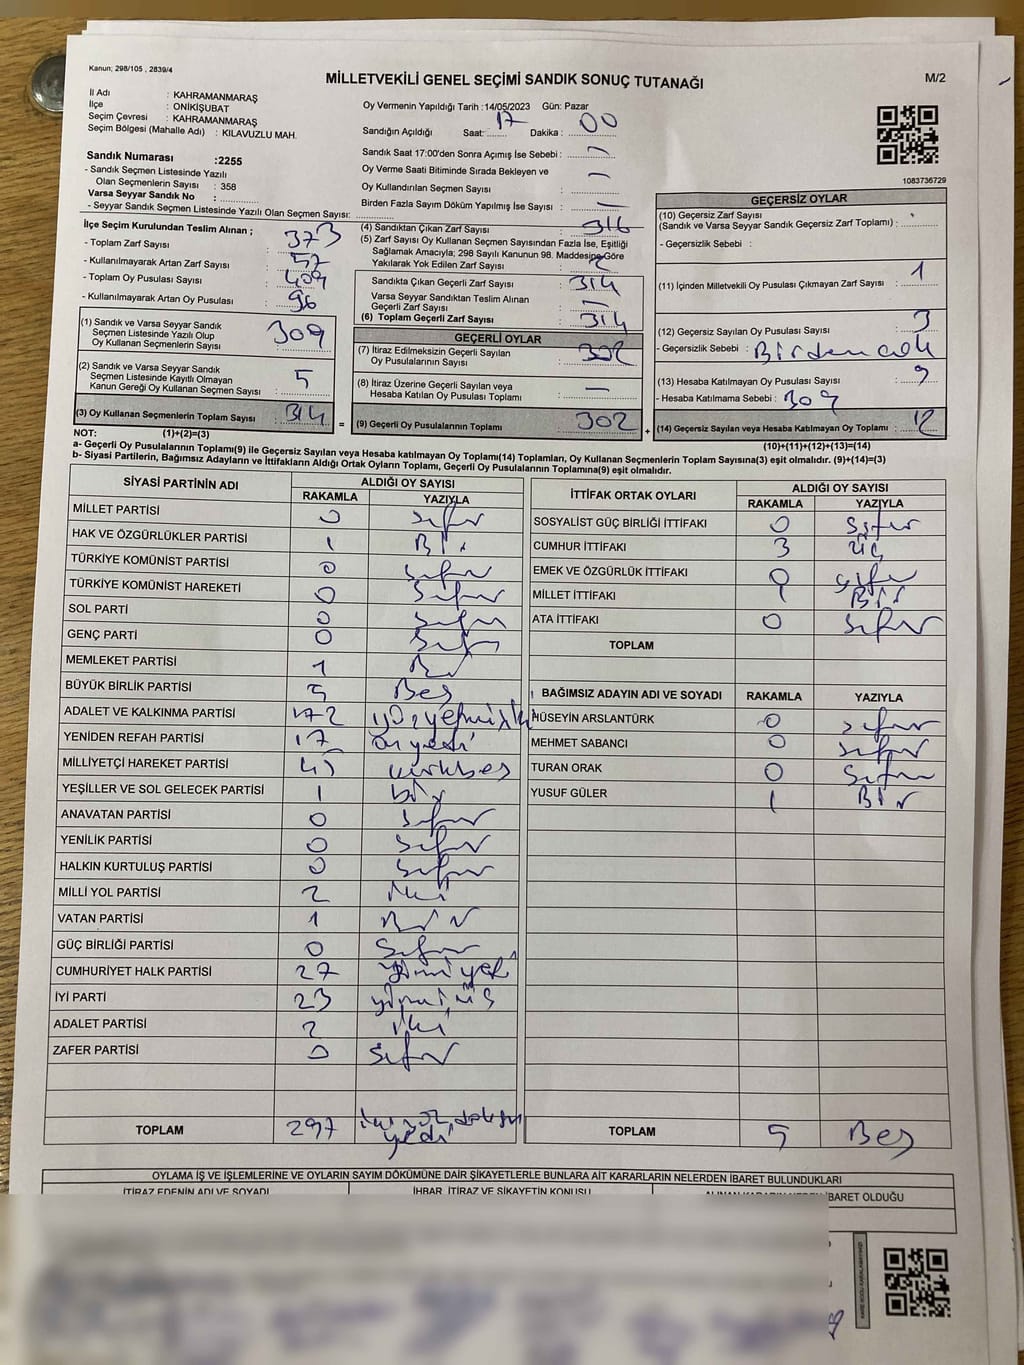 Kanun; 298/105 , 2839/4
MİLLETVEKİLİ GENEL SEÇİMİ SANDIK SONUÇ TUTANAĞI
M/2
İl Adı : KAHRAMANMARAŞ
İlçe : ONİKİŞUBAT
Seçim Çevresi : KAHRAMANMARAŞ
Seçim Bölgesi (Mahalle Adı) : KILAVUZLU MAH.
Sandık Numarası :2255
- Sandık Seçmen Listesinde Yazılı
Olan Seçmenlerin Sayısı : 358
Varsa Seyyar Sandık No :
- Seyyar Sandık Seçmen Listesinde Yazılı Olan Seçmen Sayısı:
Oy Vermenin Yapıldığı Tarih :14/05/2023 Gün: Pazar
Sandığın Açıldığı Saat: 17 Dakika : 00
Sandık Saat 17:00'den Sonra Açımış İse Sebebi : —
Oy Verme Saati Bitiminde Sırada Bekleyen ve
Oy Kullandırılan Seçmen Sayısı : —
Birden Fazla Sayım Döküm Yapılmış İse Sayısı : —
1083736729
İlçe Seçim Kurulundan Teslim Alınan ;
- Toplam Zarf Sayısı : 373
- Kullanılmayarak Artan Zarf Sayısı : 57
- Toplam Oy Pusulası Sayısı : 409
- Kullanılmayarak Artan Oy Pusulası : 96
(1) Sandık ve Varsa Seyyar Sandık
Seçmen Listesinde Yazılı Olup
Oy Kullanan Seçmenlerin Sayısı : 309
(2) Sandık ve Varsa Seyyar Sandık
Seçmen Listesinde Kayıtlı Olmayan
Kanun Gereği Oy Kullanan Seçmen Sayısı : 5
(3) Oy Kullanan Seçmenlerin Toplam Sayısı : 314 =
(4) Sandıktan Çıkan Zarf Sayısı : 316
(5) Zarf Sayısı Oy Kullanan Seçmen Sayısından Fazla İse, Eşitliği
Sağlamak Amacıyla; 298 Sayılı Kanunun 98. Maddesine Göre
Yakılarak Yok Edilen Zarf Sayısı : 2
Sandıkta Çıkan Geçerli Zarf Sayısı : 314
Varsa Seyyar Sandıktan Teslim Alınan
Geçerli Zarf Sayısı : —
(6) Toplam Geçerli Zarf Sayısı : 314
GEÇERLİ OYLAR
(7) İtiraz Edilmeksizin Geçerli Sayılan
Oy Pusulalarının Sayısı : 302
(8) İtiraz Üzerine Geçerli Sayılan veya
Hesaba Katılan Oy Pusulası Toplamı : —
(9) Geçerli Oy Pusulalarının Toplamı : 302 +
GEÇERSİZ OYLAR
(10) Geçersiz Zarf Sayısı
(Sandık ve Varsa Seyyar Sandık Geçersiz Zarf Toplamı) :
- Geçersizlik Sebebi :
(11) İçinden Milletvekili Oy Pusulası Çıkmayan Zarf Sayısı : 1
(12) Geçersiz Sayılan Oy Pusulası Sayısı : 3
- Geçersizlik Sebebi : Birden çok
(13) Hesaba Katılmayan Oy Pusulası Sayısı : 9
- Hesaba Katılmama Sebebi : 309
(14) Geçersiz Sayılan veya Hesaba Katılmayan Oy Toplamı : 12
NOT: (1)+(2)=(3)
(10)+(11)+(12)+(13)=(14)
a- Geçerli Oy Pusulalarının Toplamı(9) ile Geçersiz Sayılan veya Hesaba katılmayan Oy Toplamı(14) Toplamları, Oy Kullanan Seçmenlerin Toplam Sayısına(3) eşit olmalıdır. (9)+(14)=(3)
b- Siyasi Partilerin, Bağımsız Adayların ve İttifakların Aldığı Ortak Oyların Toplamı, Geçerli Oy Pusulalarının Toplamına(9) eşit olmalıdır.
SİYASİ PARTİNİN ADI ALDIĞI OY SAYISI
RAKAMLA YAZIYLA
MİLLET PARTİSİ 0 sıfır
HAK VE ÖZGÜRLÜKLER PARTİSİ 1 Bir
TÜRKİYE KOMÜNİST PARTİSİ 0 sıfır
TÜRKİYE KOMÜNİST HAREKETİ 0 sıfır
SOL PARTİ 0 sıfır
GENÇ PARTİ 0 sıfır
MEMLEKET PARTİSİ 1 Bir
BÜYÜK BİRLİK PARTİSİ 5 Beş
ADALET VE KALKINMA PARTİSİ 172 yüzyetmişiki
YENİDEN REFAH PARTİSİ 17 onyedi
MİLLİYETÇİ HAREKET PARTİSİ 45 kırkbeş
YEŞİLLER VE SOL GELECEK PARTİSİ 1 bir
ANAVATAN PARTİSİ 0 sıfır
YENİLİK PARTİSİ 0 sıfır
HALKIN KURTULUŞ PARTİSİ 0 sıfır
MİLLİ YOL PARTİSİ 2 iki
VATAN PARTİSİ 1 Bir
GÜÇ BİRLİĞİ PARTİSİ 0 sıfır
CUMHURİYET HALK PARTİSİ 27 yirmiyedi
İYİ PARTİ 23 yirmiüç
ADALET PARTİSİ 2 iki
ZAFER PARTİSİ 0 sıfır
TOPLAM 297 ikiyüz doksan
yedi
İTTİFAK ORTAK OYLARI ALDIĞI OY SAYISI
RAKAMLA YAZIYLA
SOSYALİST GÜÇ BİRLİĞİ İTTİFAKI 0 sıfır
CUMHUR İTTİFAKI 3 üç
EMEK VE ÖZGÜRLÜK İTTİFAKI 0 sıfır
MİLLET İTTİFAKI 1 Bir
ATA İTTİFAKI 0 sıfır
TOPLAM
BAĞIMSIZ ADAYIN ADI VE SOYADI RAKAMLA YAZIYLA
HÜSEYİN ARSLANTÜRK 0 sıfır
MEHMET SABANCI 0 sıfır
TURAN ORAK 0 sıfır
YUSUF GÜLER 1 Bir
TOPLAM 5 Beş
OYLAMA İŞ VE İŞLEMLERİNE VE OYLARIN SAYIM DÖKÜMÜNE DAİR ŞİKAYETLERLE BUNLARA AİT KARARLARIN NELERDEN İBARET BULUNDUKLARI
İTİRAZ EDENİN ADI VE SOYADI İHBAR, İTİRAZ VE ŞİKAYETİN KONUSU İBARET OLDUĞU